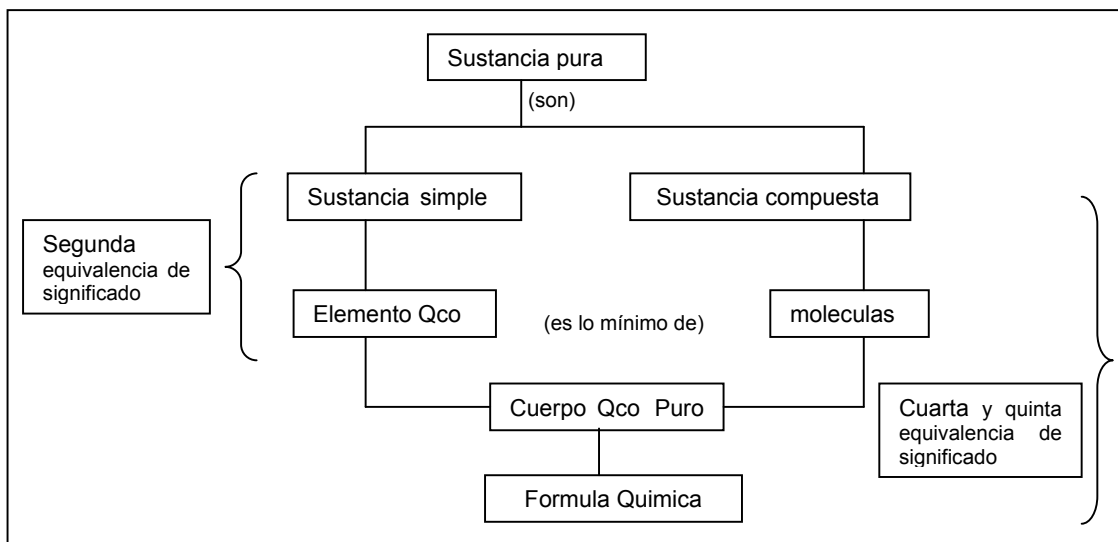 Sustancia pura
(son)
Sustancia simple
Sustancia compuesta
Segunda
equivalencia de
significado
Elemento Qco
(es lo mínimo de)
moleculas
Cuerpo Qco Puro
Cuarta y quinta
equivalencia de
significado
Formula Quimica